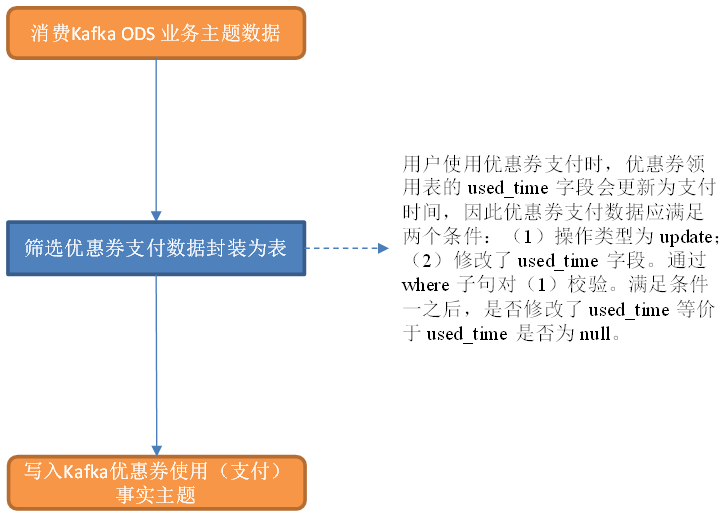 消费Kafka ODS 业务主题数据
用户使用优惠券支付时，优惠券领
用表的 used_time 字段会更新为支付
时间，因此优惠券支付数据应满足
两个条件：（1）操作类型为 update；
（2）修改了 used_time 字段。通过
where 子句对（1）校验。满足条件
一之后，是否修改了 used_time 等价
于 used_time 是否为 null。
筛选优惠券支付数据封装为表
写入Kafka优惠券使用（支付）
事实主题